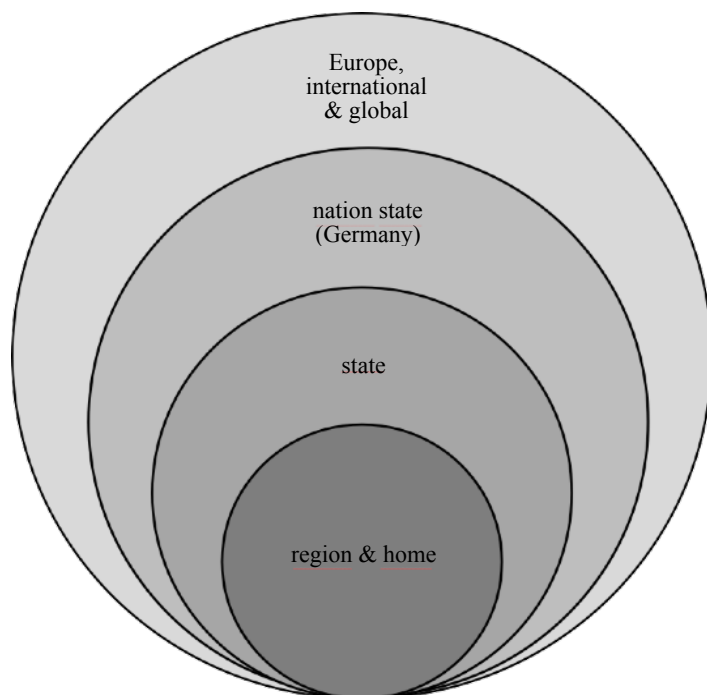 Europe,
international
& global
nation state
(Germany)
state
region & home